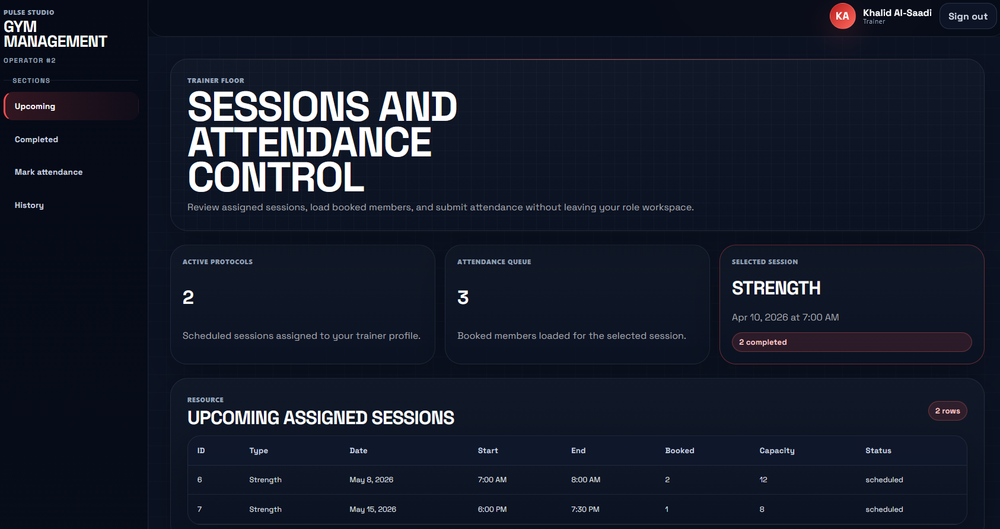 PULSE STUDIO
GYM
MANAGEMENT
OPERATOR #2
SECTIONS
Upcoming
Completed
Mark attendance
History
KA
Khalid Al-Saadi
Trainer
Sign out
TRAINER FLOOR
SESSIONS AND
ATTENDANCE
CONTROL
Review assigned sessions, load booked members, and submit attendance without leaving your role workspace.
ACTIVE PROTOCOLS
2
Scheduled sessions assigned to your trainer profile.
ATTENDANCE QUEUE
3
Booked members loaded for the selected session.
SELECTED SESSION
STRENGTH
Apr 10, 2026 at 7:00 AM
2 completed
RESOURCE
UPCOMING ASSIGNED SESSIONS
2 rows
ID Type Date Start End Booked Capacity Status
6 Strength May 8, 2026 7:00 AM 8:00 AM 2 12 scheduled
7 Strength May 15, 2026 6:00 PM 7:30 PM 1 8 scheduled